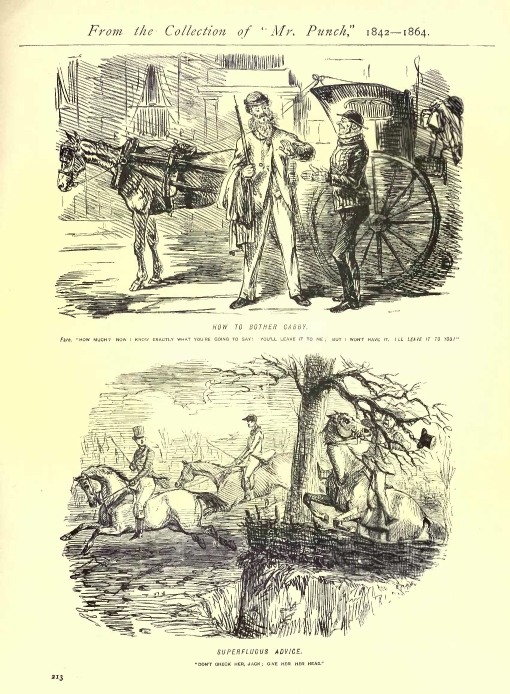 From the Collection of "Mr. Punch," 1842—1864.
HOW TO BOTHER CABBY.
Fare. "HOW MUCH? NOW I KNOW EXACTLY WHAT YOU'RE GOING TO SAY! YOU'LL LEAVE IT TO ME; BUT I WON'T HAVE IT. I'LL LEAVE IT TO YOU!"
SUPERFLUOUS ADVICE.
"DON'T CHECK HER, JACK; GIVE HER HER HEAD."
213